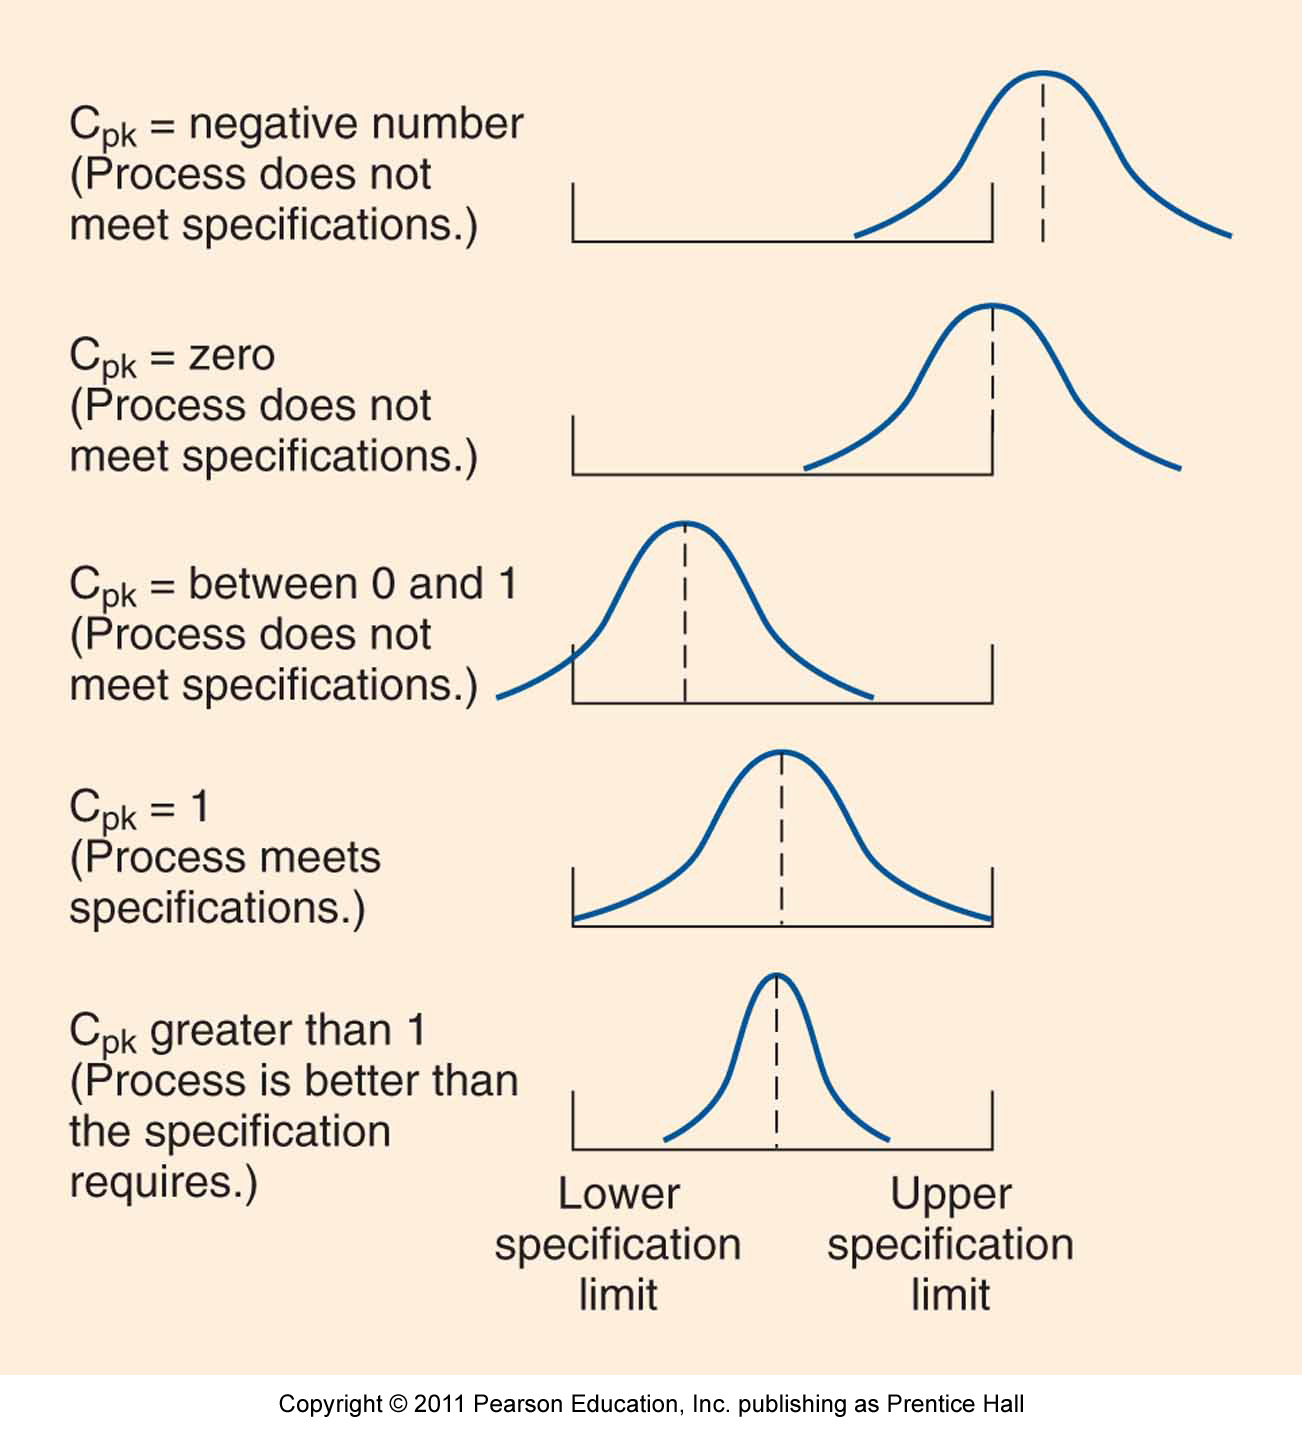 Cpk = negative number
(Process does not
meet specifications.)
Cpk = zero
(Process does not
meet specifications.)
Cpk = between 0 and 1
(Process does not
meet specifications.)
Cpk = 1
(Process meets
specifications.)
Cpk greater than 1
(Process is better than
the specification
requires.)
Lower
specification
limit
Upper
specification
limit
Copyright © 2011 Pearson Education, Inc. publishing as Prentice Hall